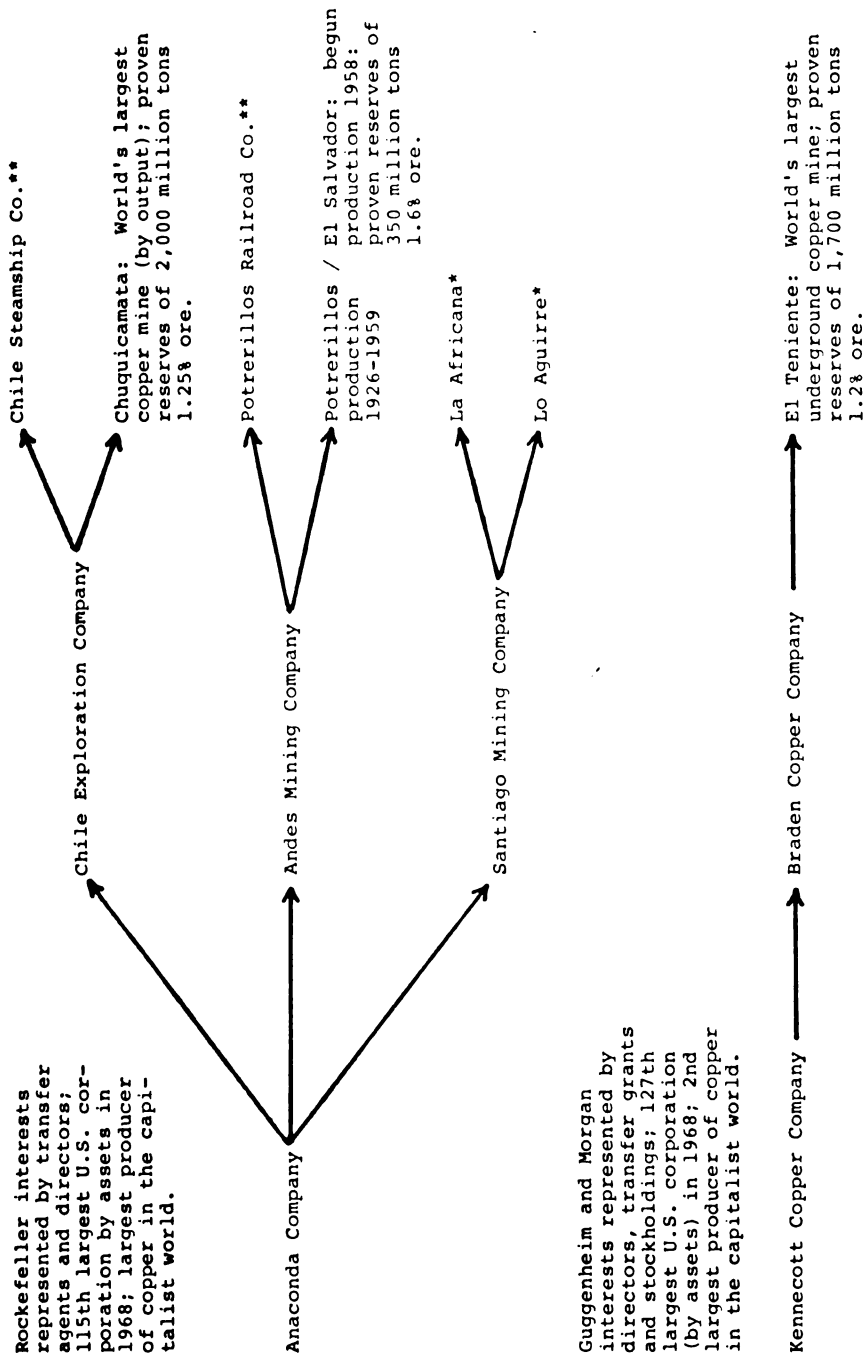 Rockefeller interests
represented by transfer
agents and directors;
115th largest U.S. cor-
poration by assets in
1968; largest producer
of copper in the capi-
talist world.
Anaconda Company
Chile Exploration Company
Chile Steamship Co.**
Chuquicamata: World's largest
copper mine (by output); proven
reserves of 2,000 million tons
1.25% ore.
Andes Mining Company
Potrerillos Railroad Co.**
Potrerillos / El Salvador: begun
production production 1958:
1926-1959 proven reserves of
350 million tons
1.6% ore.
Santiago Mining Company
La Africana*
Lo Aguirre*
Guggenheim and Morgan
interests represented by
directors, transfer grants
and stockholdings; 127th
largest U.S. corporation
(by assets) in 1968; 2nd
largest producer of copper
in the capitalist world.
Kennecott Copper Company
Braden Copper Company
El Teniente: World's largest
underground copper mine; proven
reserves of 1,700 million tons
1.2% ore.